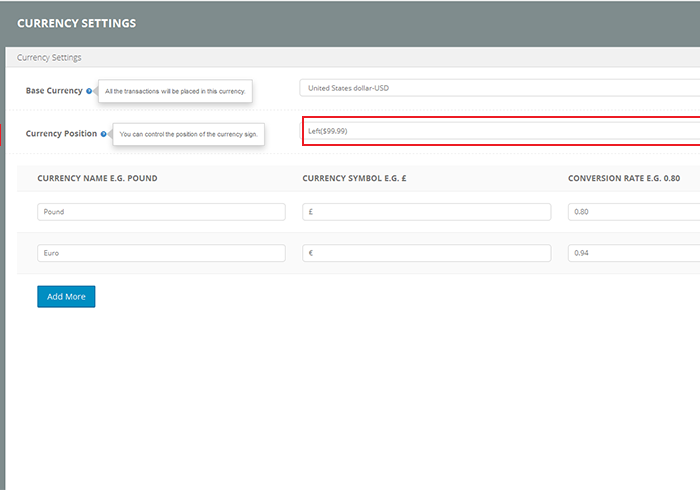 CURRENCY SETTINGS
Currency Settings
Base Currency
All the transactions will be placed in this currency.
United States dollar-USD
Currency Position
You can control the position of the currency sign.
Left($99.99)
CURRENCY NAME E.G. POUND CURRENCY SYMBOL E.G. £ CONVERSION RATE E.G. 0.80
Pound £ 0.80
Euro € 0.94
Add More